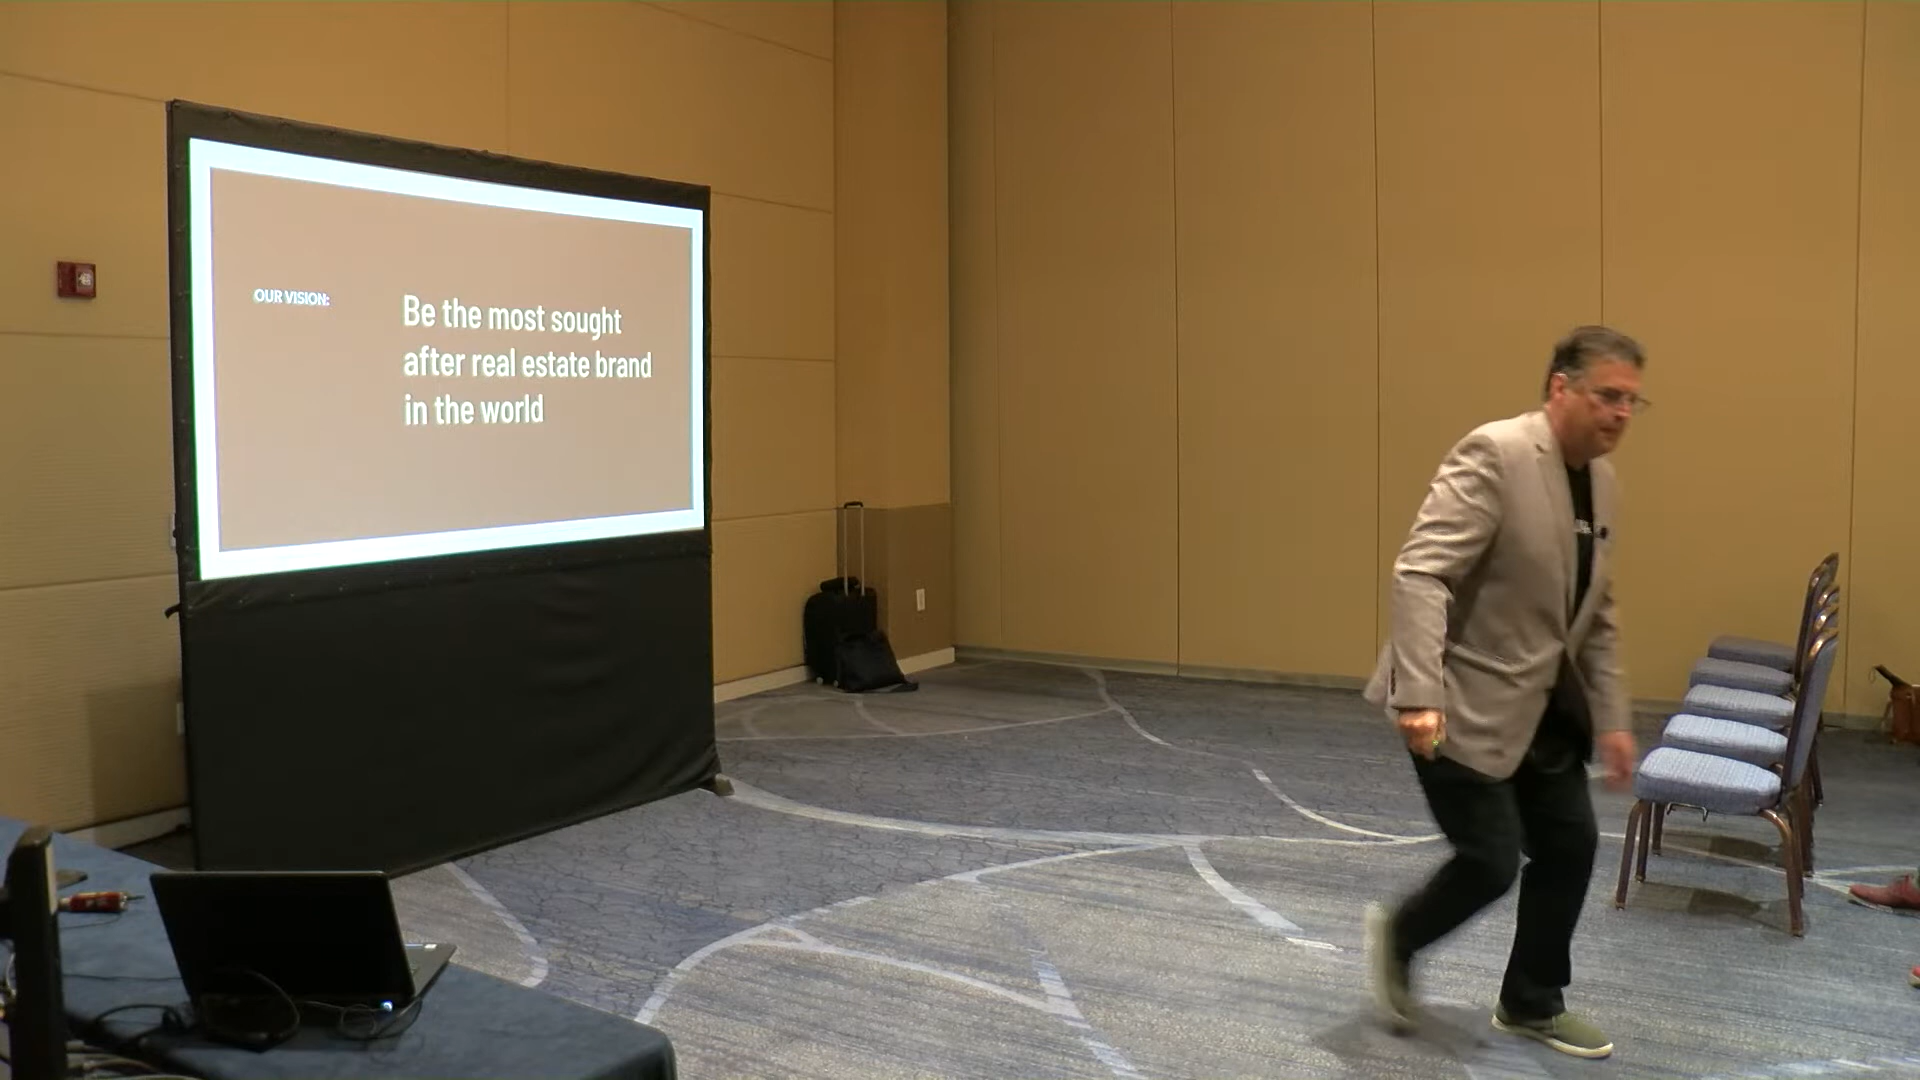 OUR VISION:
Be the most sought
after real estate brand
in the world